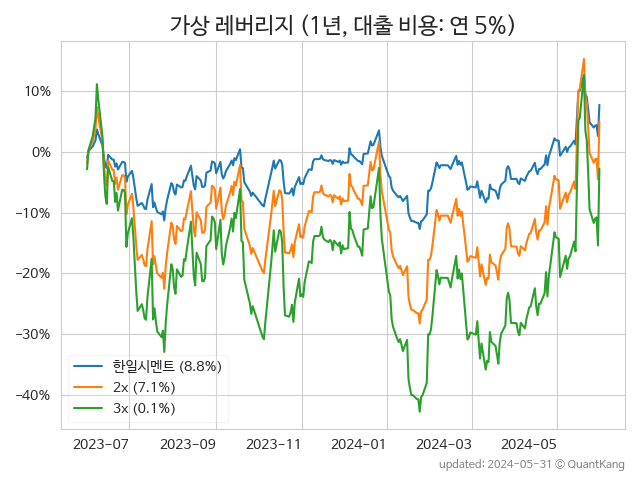 가상 레버리지 (1년, 대출 비용: 연 5%)
10%
0%
−10%
−20%
−30%
−40%
한일시멘트 (8.8%)
2x (7.1%)
3x (0.1%)
2023-07 2023-09 2023-11 2024-01 2024-03 2024-05
updated: 2024-05-31 © QuantKang